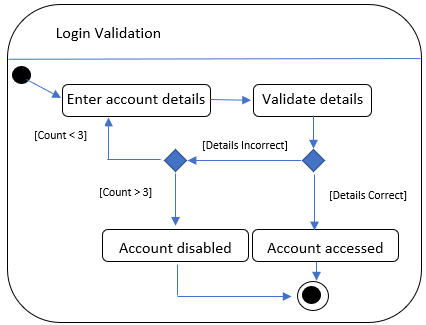 Login Validation
Enter account details
Validate details
[Count < 3]
[Details Incorrect]
[Count > 3]
[Details Correct]
Account disabled
Account accessed